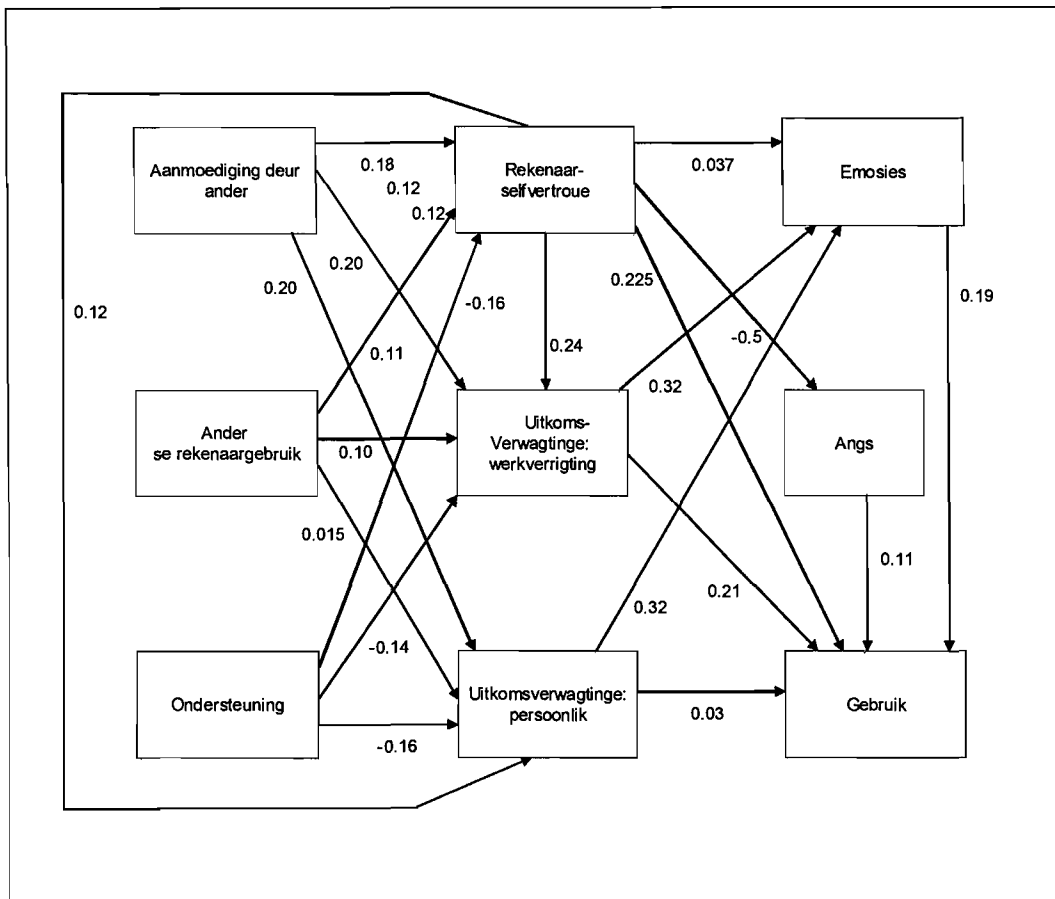 Aanmoediging deur
ander
Rekenaar-
selfvertroue
Emosies
0.18
0.037
0.12
0.12
0.20
0.20
-0.16
0.225
0.19
0.12
0.11
0.24
-0.5
0.32
Ander
se rekenaargebruik
Uitkoms-
Verwagtinge:
werkverrigting
Angs
0.10
0.015
0.11
0.21
0.32
-0.14
Ondersteuning
Uitkomsverwagtinge:
persoonlik
Gebruik
0.03
-0.16